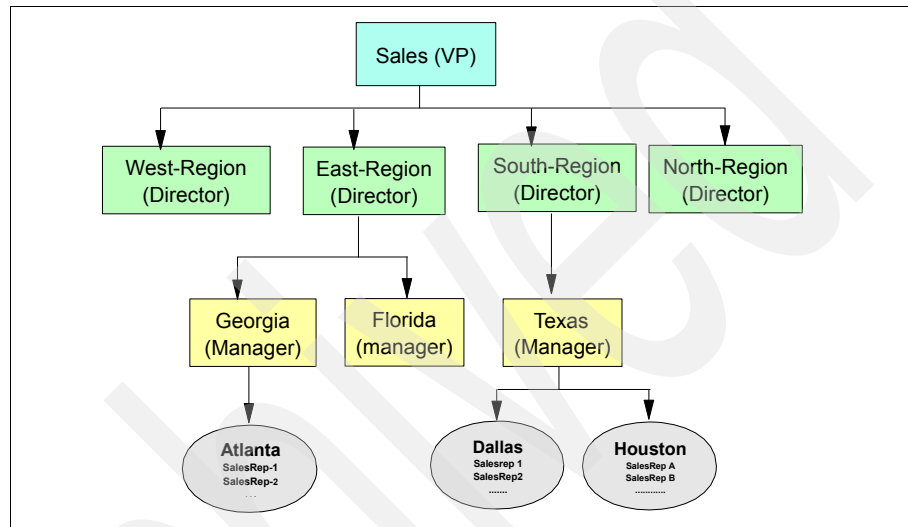 Sales (VP)
West-Region
(Director)
East-Region
(Director)
South-Region
(Director)
North-Region
(Director)
Georgia
(Manager)
Florida
(manager)
Texas
(Manager)
Atlanta
SalesRep-1
SalesRep-2
...
Dallas
Salesrep 1
SalesRep2
.......
Houston
SalesRep A
SalesRep B
............